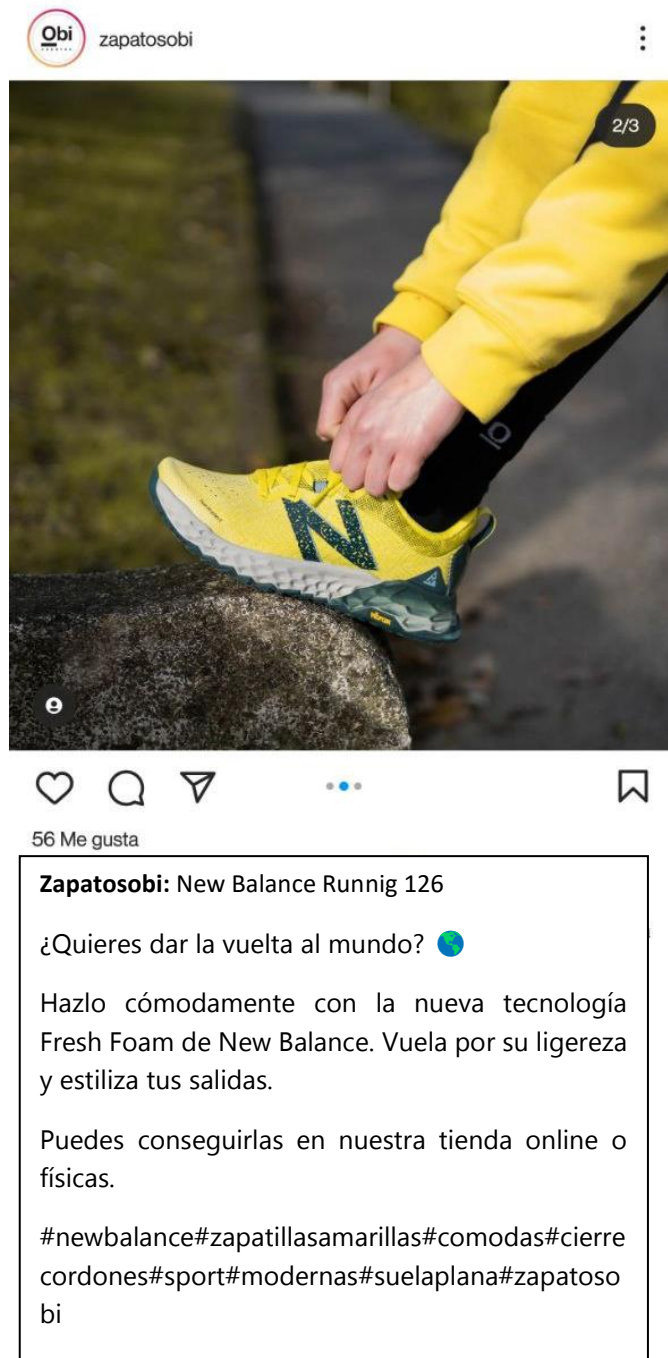 Obi
zapatosobi
2/3
N
vibram
56 Me gusta
Zapatosobi: New Balance Runnig 126
¿Quieres dar la vuelta al mundo? 🌎
Hazlo cómodamente con la nueva tecnología
Fresh Foam de New Balance. Vuela por su ligereza
y estiliza tus salidas.
Puedes conseguirlas en nuestra tienda online o
físicas.
#newbalance#zapatillasamarillas#comodas#cierre
cordones#sport#modernas#suelaplana#zapatoso
bi